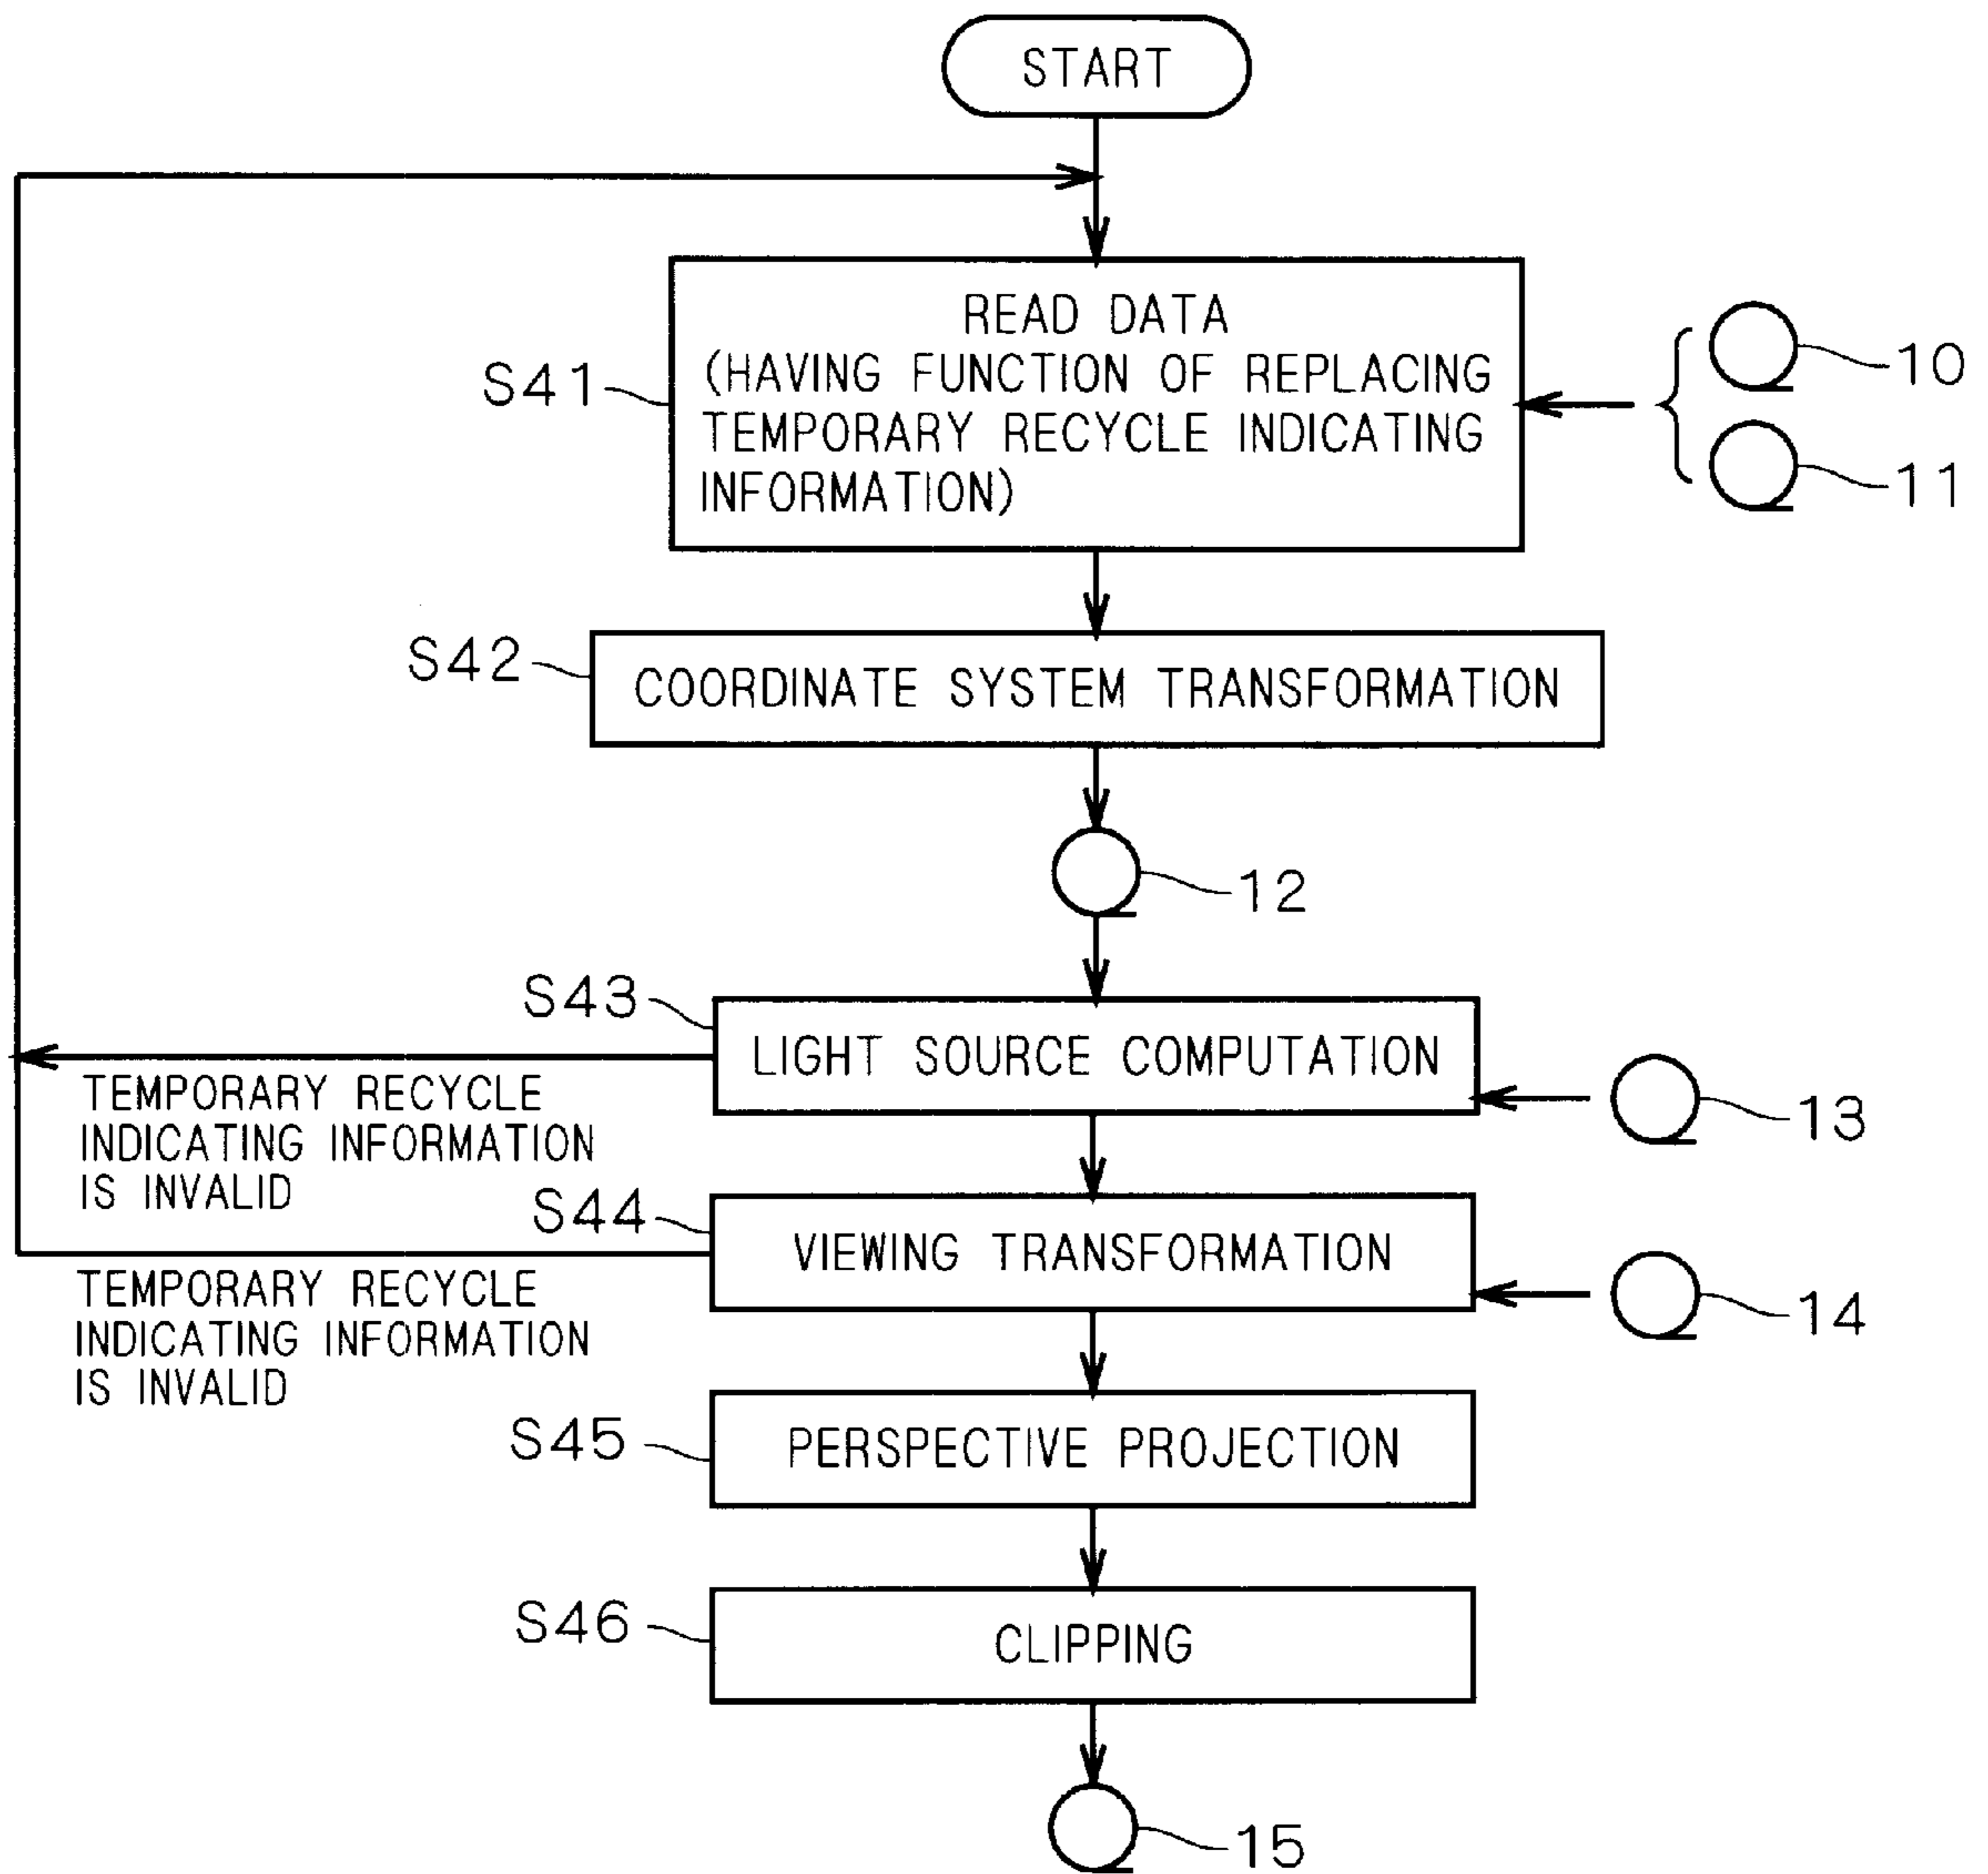 START
READ DATA
(HAVING FUNCTION OF REPLACING
TEMPORARY RECYCLE INDICATING
INFORMATION)
S41
10
11
S42
COORDINATE SYSTEM TRANSFORMATION
12
S43
LIGHT SOURCE COMPUTATION
13
TEMPORARY RECYCLE
INDICATING INFORMATION
IS INVALID
S44
VIEWING TRANSFORMATION
14
TEMPORARY RECYCLE
INDICATING INFORMATION
IS INVALID
S45
PERSPECTIVE PROJECTION
S46
CLIPPING
15